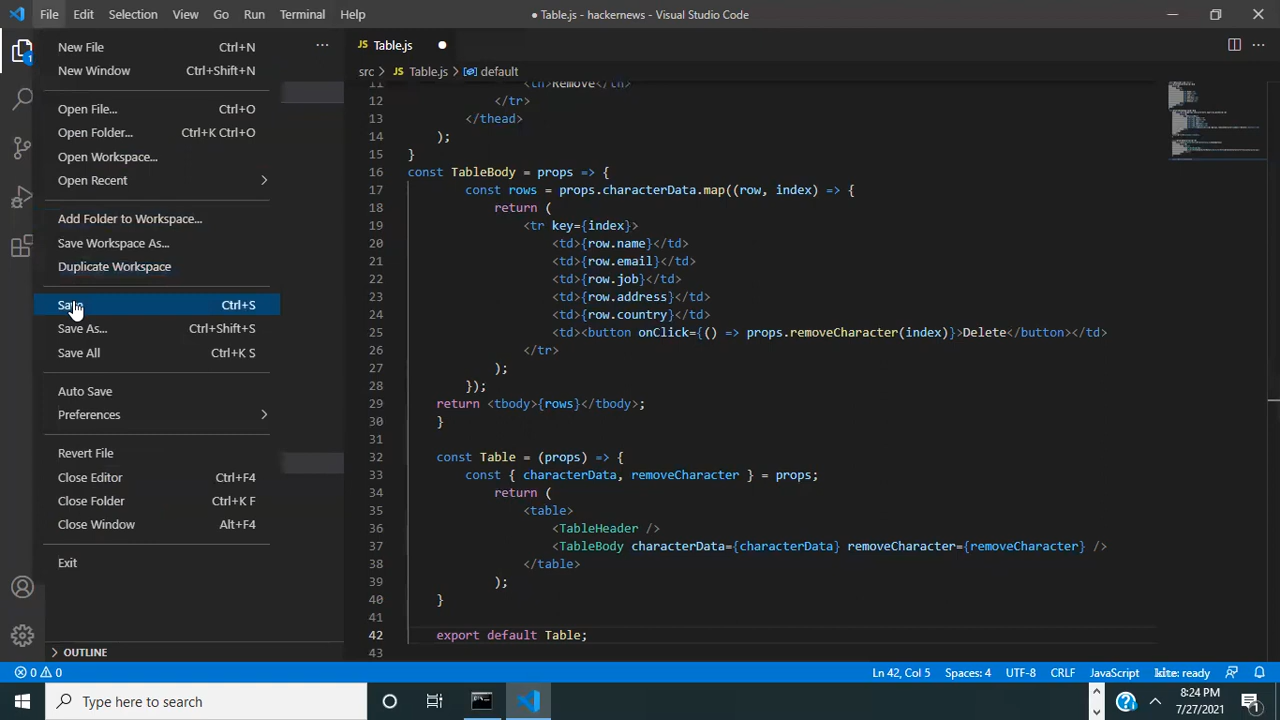 File Edit Selection View Go Run Terminal Help ● Table.js - hackernews - Visual Studio Code
New File Ctrl+N
New Window Ctrl+Shift+N
Open File... Ctrl+O
Open Folder... Ctrl+K Ctrl+O
Open Workspace...
Open Recent
Add Folder to Workspace...
Save Workspace As...
Duplicate Workspace
Save Ctrl+S
Save As... Ctrl+Shift+S
Save All Ctrl+K S
Auto Save
Preferences
Revert File
Close Editor Ctrl+F4
Close Folder Ctrl+K F
Close Window Alt+F4
Exit
OUTLINE
1
JS Table.js
src > JS Table.js > default
11 <th>Remove</th>
12 </tr>
13 </thead>
14 );
15 }
16 const TableBody = props => {
17 const rows = props.characterData.map((row, index) => {
18 return (
19 <tr key={index}>
20 <td>{row.name}</td>
21 <td>{row.email}</td>
22 <td>{row.job}</td>
23 <td>{row.address}</td>
24 <td>{row.country}</td>
25 <td><button onClick={() => props.removeCharacter(index)}>Delete</button></td>
26 </tr>
27 );
28 });
29 return <tbody>{rows}</tbody>;
30 }
31
32 const Table = (props) => {
33 const { characterData, removeCharacter } = props;
34 return (
35 <table>
36 <TableHeader />
37 <TableBody characterData={characterData} removeCharacter={removeCharacter} />
38 </table>
39 );
40 }
41
42 export default Table;
43
0 0 Ln 42, Col 5 Spaces: 4 UTF-8 CRLF JavaScript kite: ready
Type here to search
8:24 PM
7/27/2021
1